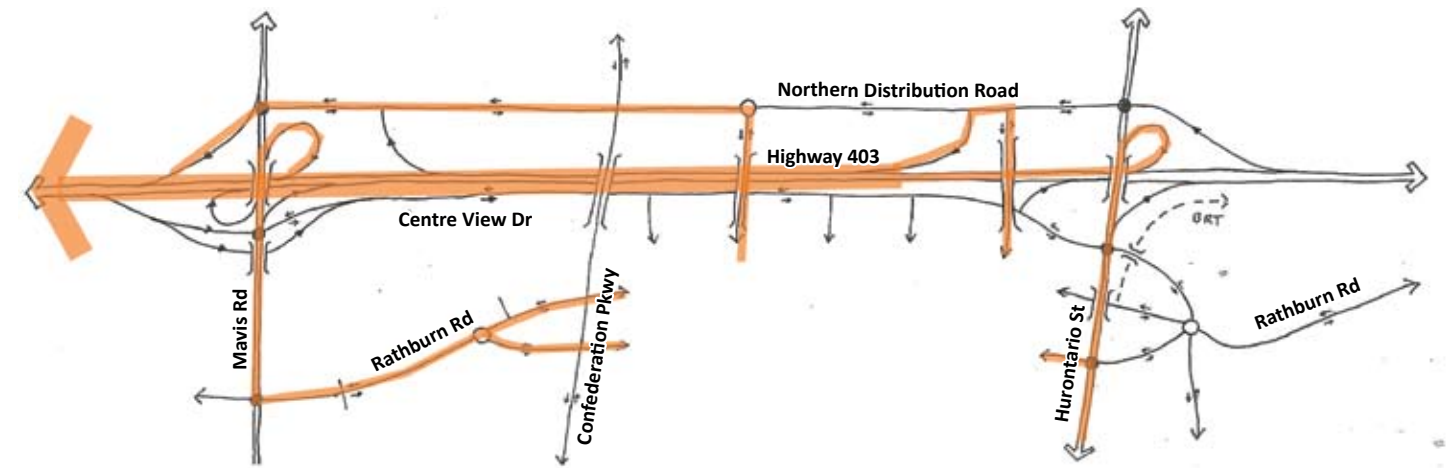 Northern Distribution Road
Highway 403
Centre View Dr
BRT
Mavis Rd
Rathburn Rd
Confederation Pkwy
Hurontario St
Rathburn Rd